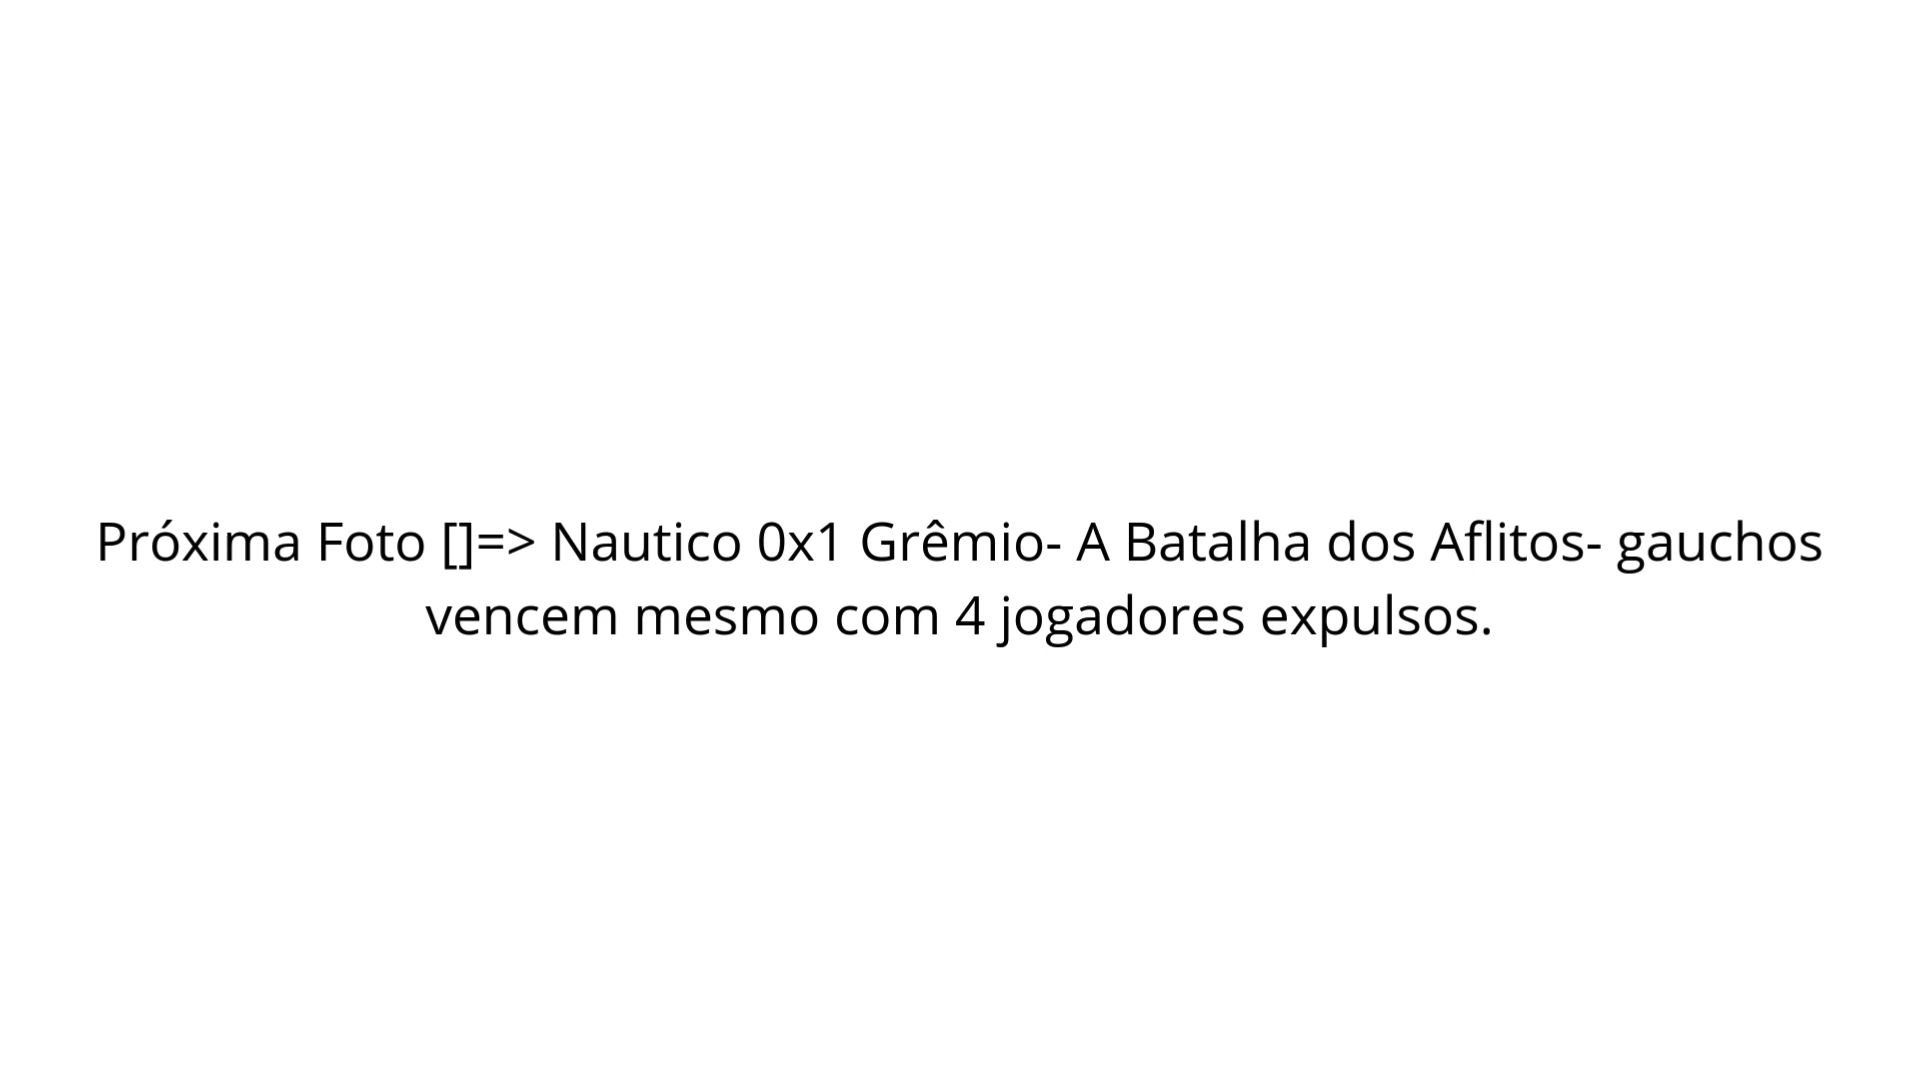 Próxima Foto []=> Nautico 0x1 Grêmio- A Batalha dos Aflitos- gauchos
vencem mesmo com 4 jogadores expulsos.